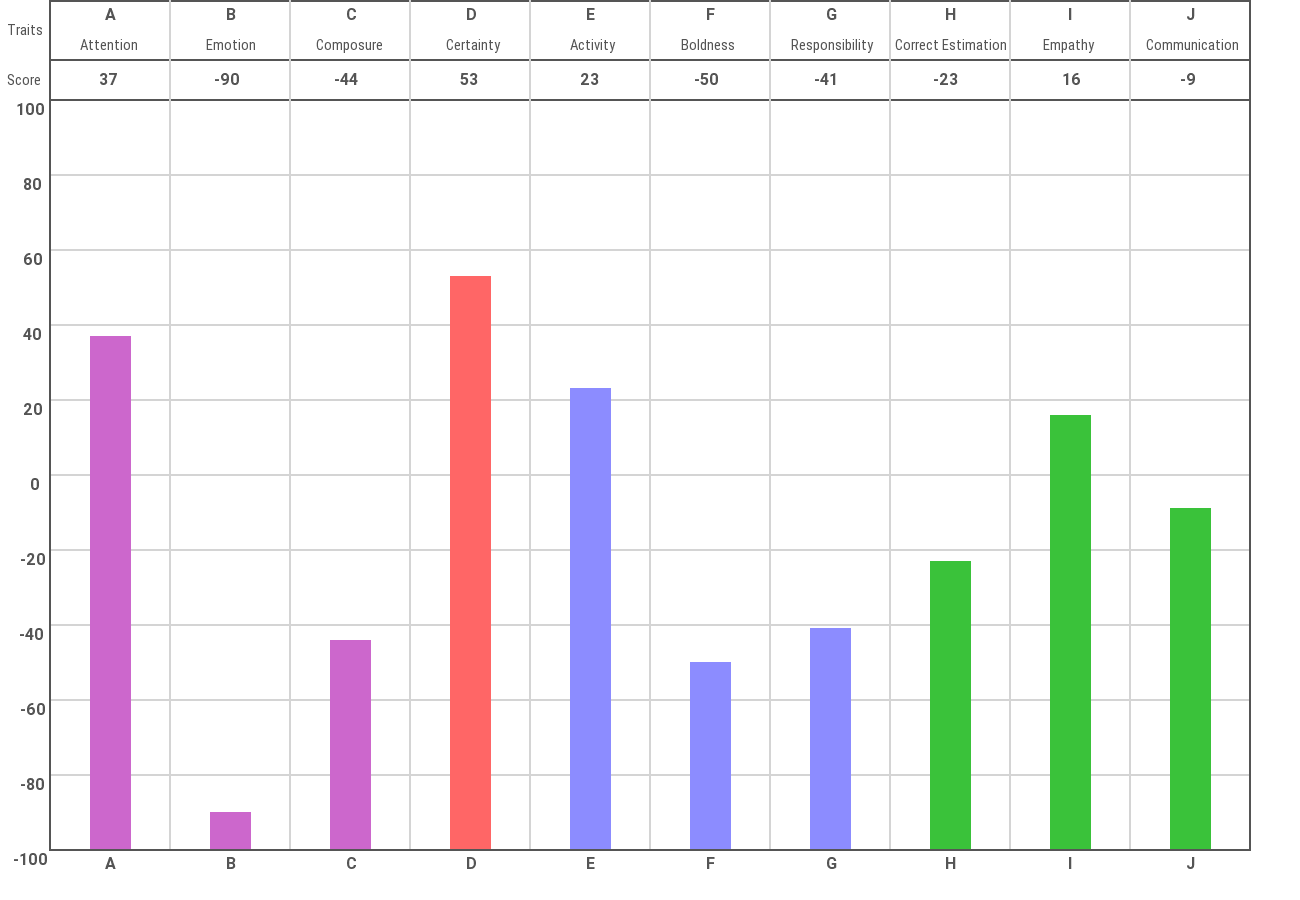 A B C D E F G H I J
Traits
Attention Emotion Composure Certainty Activity Boldness Responsibility Correct Estimation Empathy Communication
Score 37 -90 -44 53 23 -50 -41 -23 16 -9
100
80
60
40
20
0
-20
-40
-60
-80
-100
A B C D E F G H I J